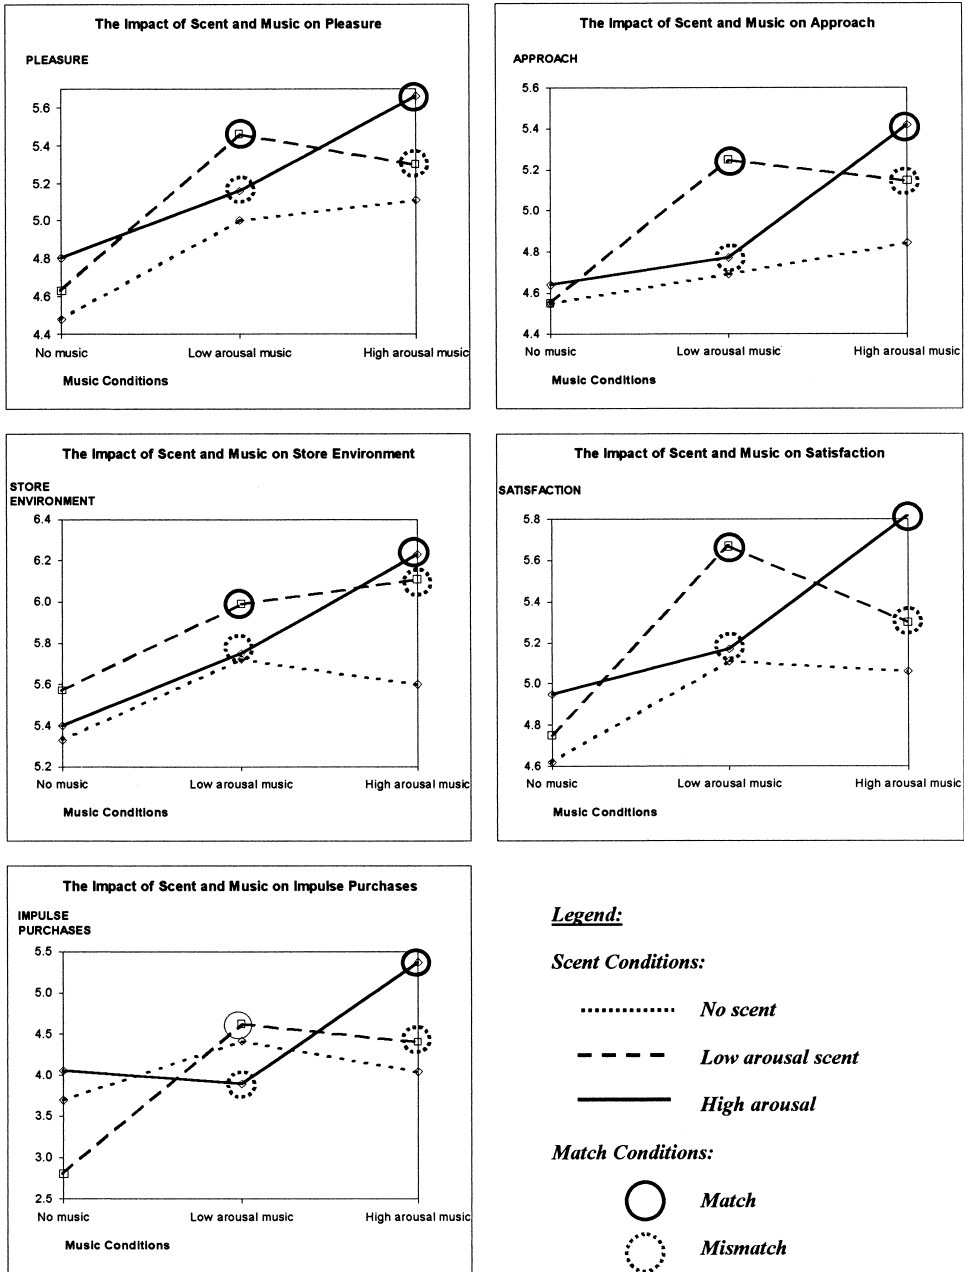 The Impact of Scent and Music on Pleasure
PLEASURE
5.6
5.4
5.2
5.0
4.8
4.6
4.4
No music
Low arousal music
High arousal music
Music Conditions
The Impact of Scent and Music on Approach
APPROACH
5.6
5.4
5.2
5.0
4.8
4.6
4.4
No music
Low arousal music
High arousal music
Music Conditions
The Impact of Scent and Music on Store Environment
STORE
ENVIRONMENT
6.4
6.2
6.0
5.8
5.6
5.4
5.2
No music
Low arousal music
High arousal music
Music Conditions
The Impact of Scent and Music on Satisfaction
SATISFACTION
5.8
5.6
5.4
5.2
5.0
4.8
4.6
No music
Low arousal music
High arousal music
Music Conditions
The Impact of Scent and Music on Impulse Purchases
IMPULSE
PURCHASES
5.5
5.0
4.5
4.0
3.5
3.0
2.5
No music
Low arousal music
High arousal music
Music Conditions
Legend:
Scent Conditions:
No scent
Low arousal scent
High arousal
Match Conditions:
Match
Mismatch